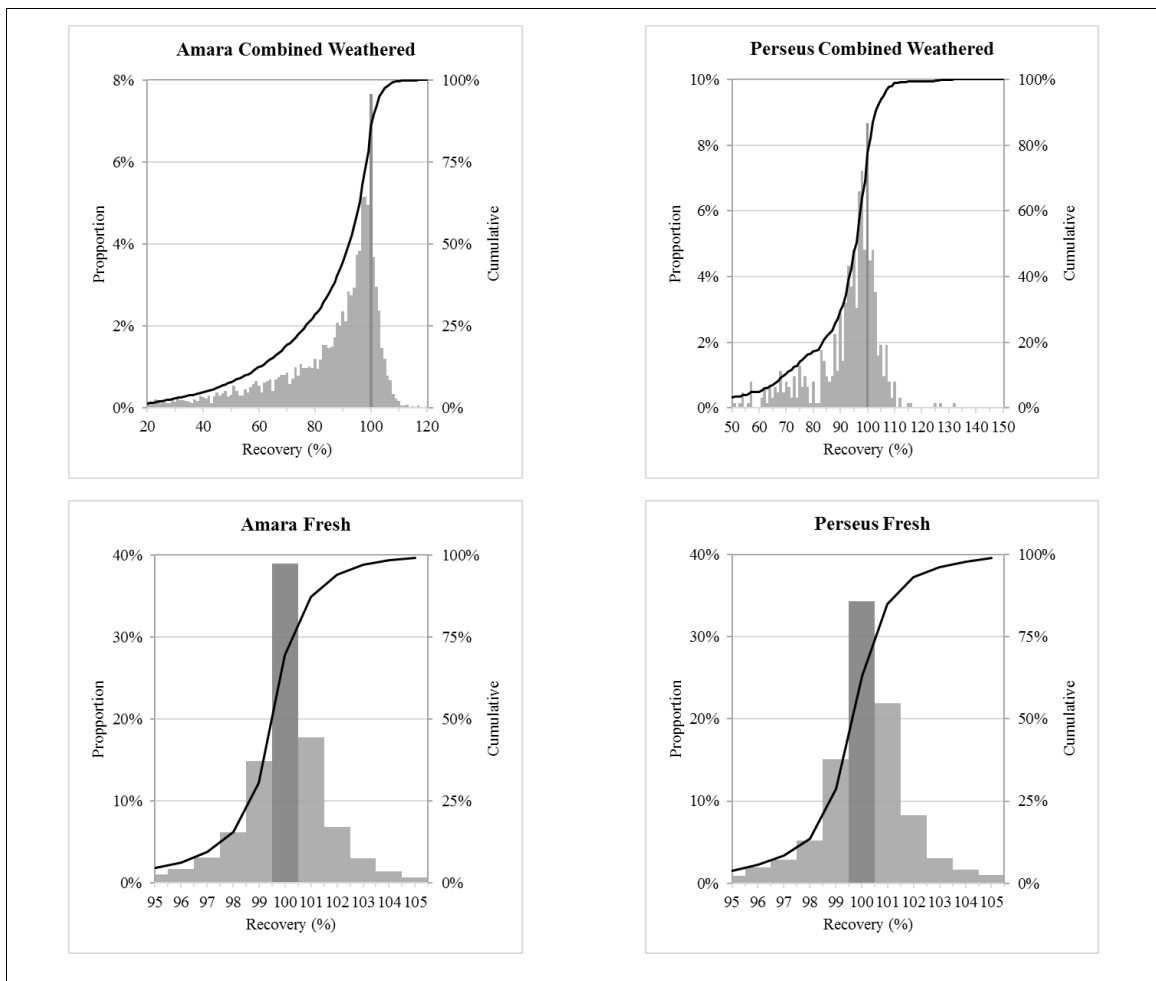 Amara Combined Weathered
8%
6%
4%
2%
0%
Propportion
100%
75%
50%
25%
0%
Cumulative
20 40 60 80 100 120
Recovery (%)
Perseus Combined Weathered
10%
8%
6%
4%
2%
0%
Propportion
100%
80%
60%
40%
20%
0%
Cumulative
50 60 70 80 90 100 110 120 130 140 150
Recovery (%)
Amara Fresh
40%
30%
20%
10%
0%
Propportion
100%
75%
50%
25%
0%
Cumulative
95 96 97 98 99 100 101 102 103 104 105
Recovery (%)
Perseus Fresh
40%
30%
20%
10%
0%
Propportion
100%
75%
50%
25%
0%
Cumulative
95 96 97 98 99 100 101 102 103 104 105
Recovery (%)